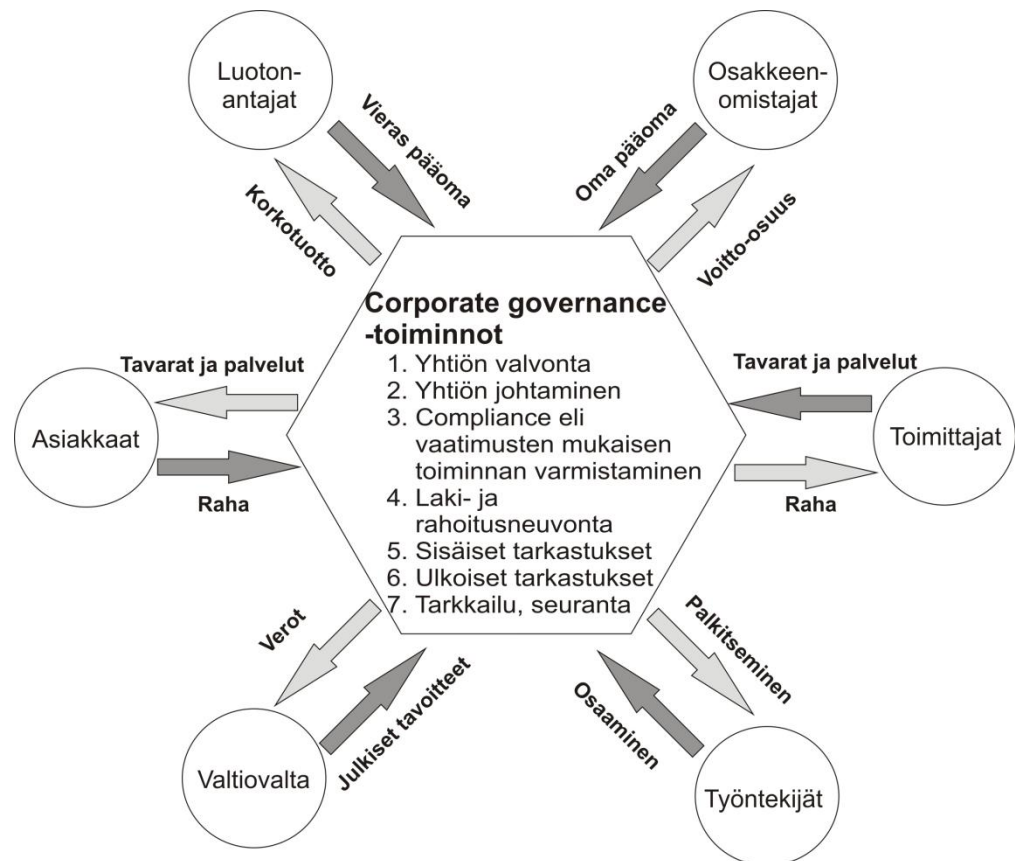 Luoton-
antajat
Osakkeen-
omistajat
Vieras pääoma
Korkotuotto
Oma pääoma
Voitto-osuus
Corporate governance
-toiminnot
1. Yhtiön valvonta
2. Yhtiön johtaminen
3. Compliance eli
vaatimusten mukaisen
toiminnan varmistaminen
4. Laki- ja
rahoitusneuvonta
5. Sisäiset tarkastukset
6. Ulkoiset tarkastukset
7. Tarkkailu, seuranta
Tavarat ja palvelut
Asiakkaat
Raha
Tavarat ja palvelut
Toimittajat
Raha
Verot
Julkiset tavoitteet
Valtiovalta
Palkitseminen
Osaaminen
Työntekijät